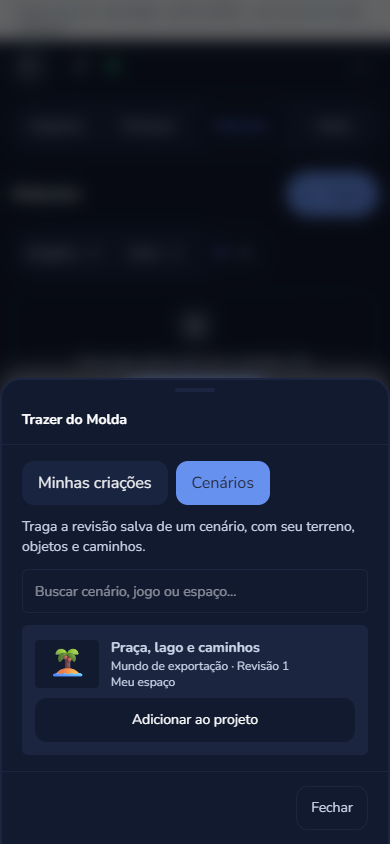 Trazer do Molda
Minhas criações
Cenários
Traga a revisão salva de um cenário, com seu terreno,
objetos e caminhos.
Buscar cenário, jogo ou espaço...
Praça, lago e caminhos
Mundo de exportação · Revisão 1
Meu espaço
Adicionar ao projeto
Fechar